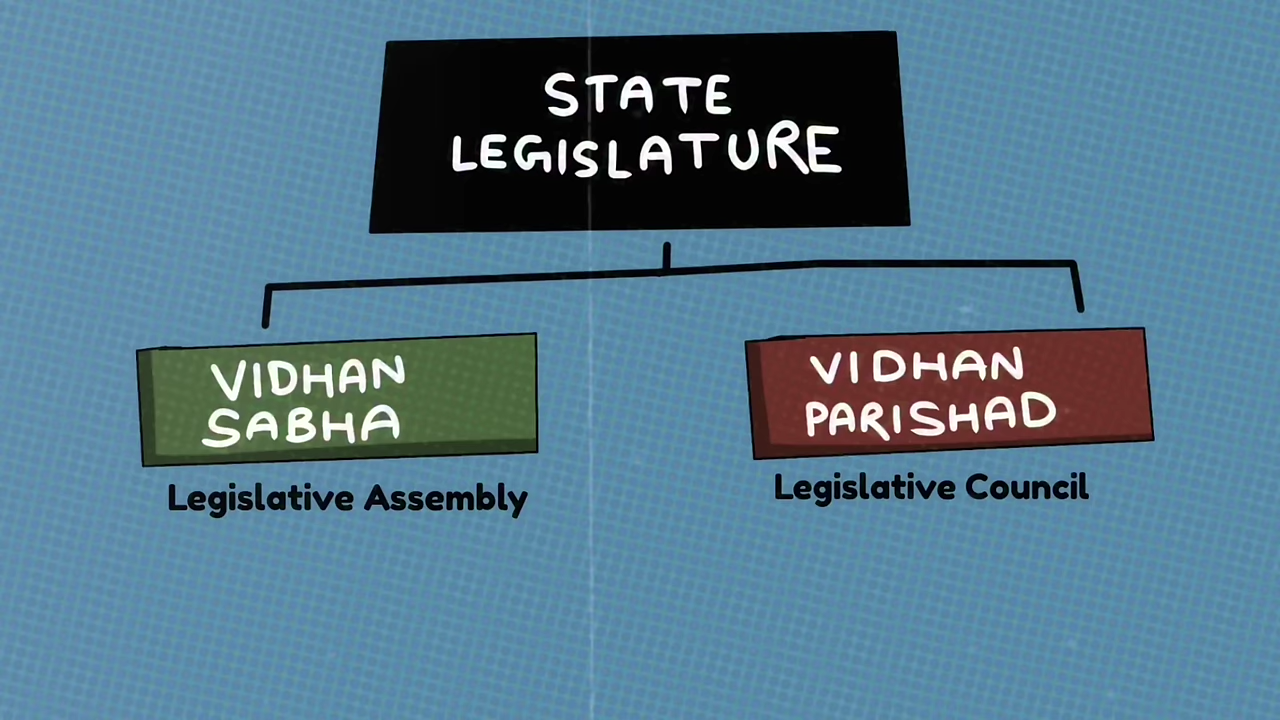 STATE
LEGISLATURE
VIDHAN
SABHA
Legislative Assembly
VIDHAN
PARISHAD
Legislative Council